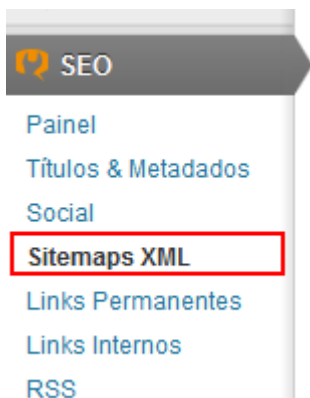 SEO
Painel
Títulos & Metadados
Social
Sitemaps XML
Links Permanentes
Links Internos
RSS